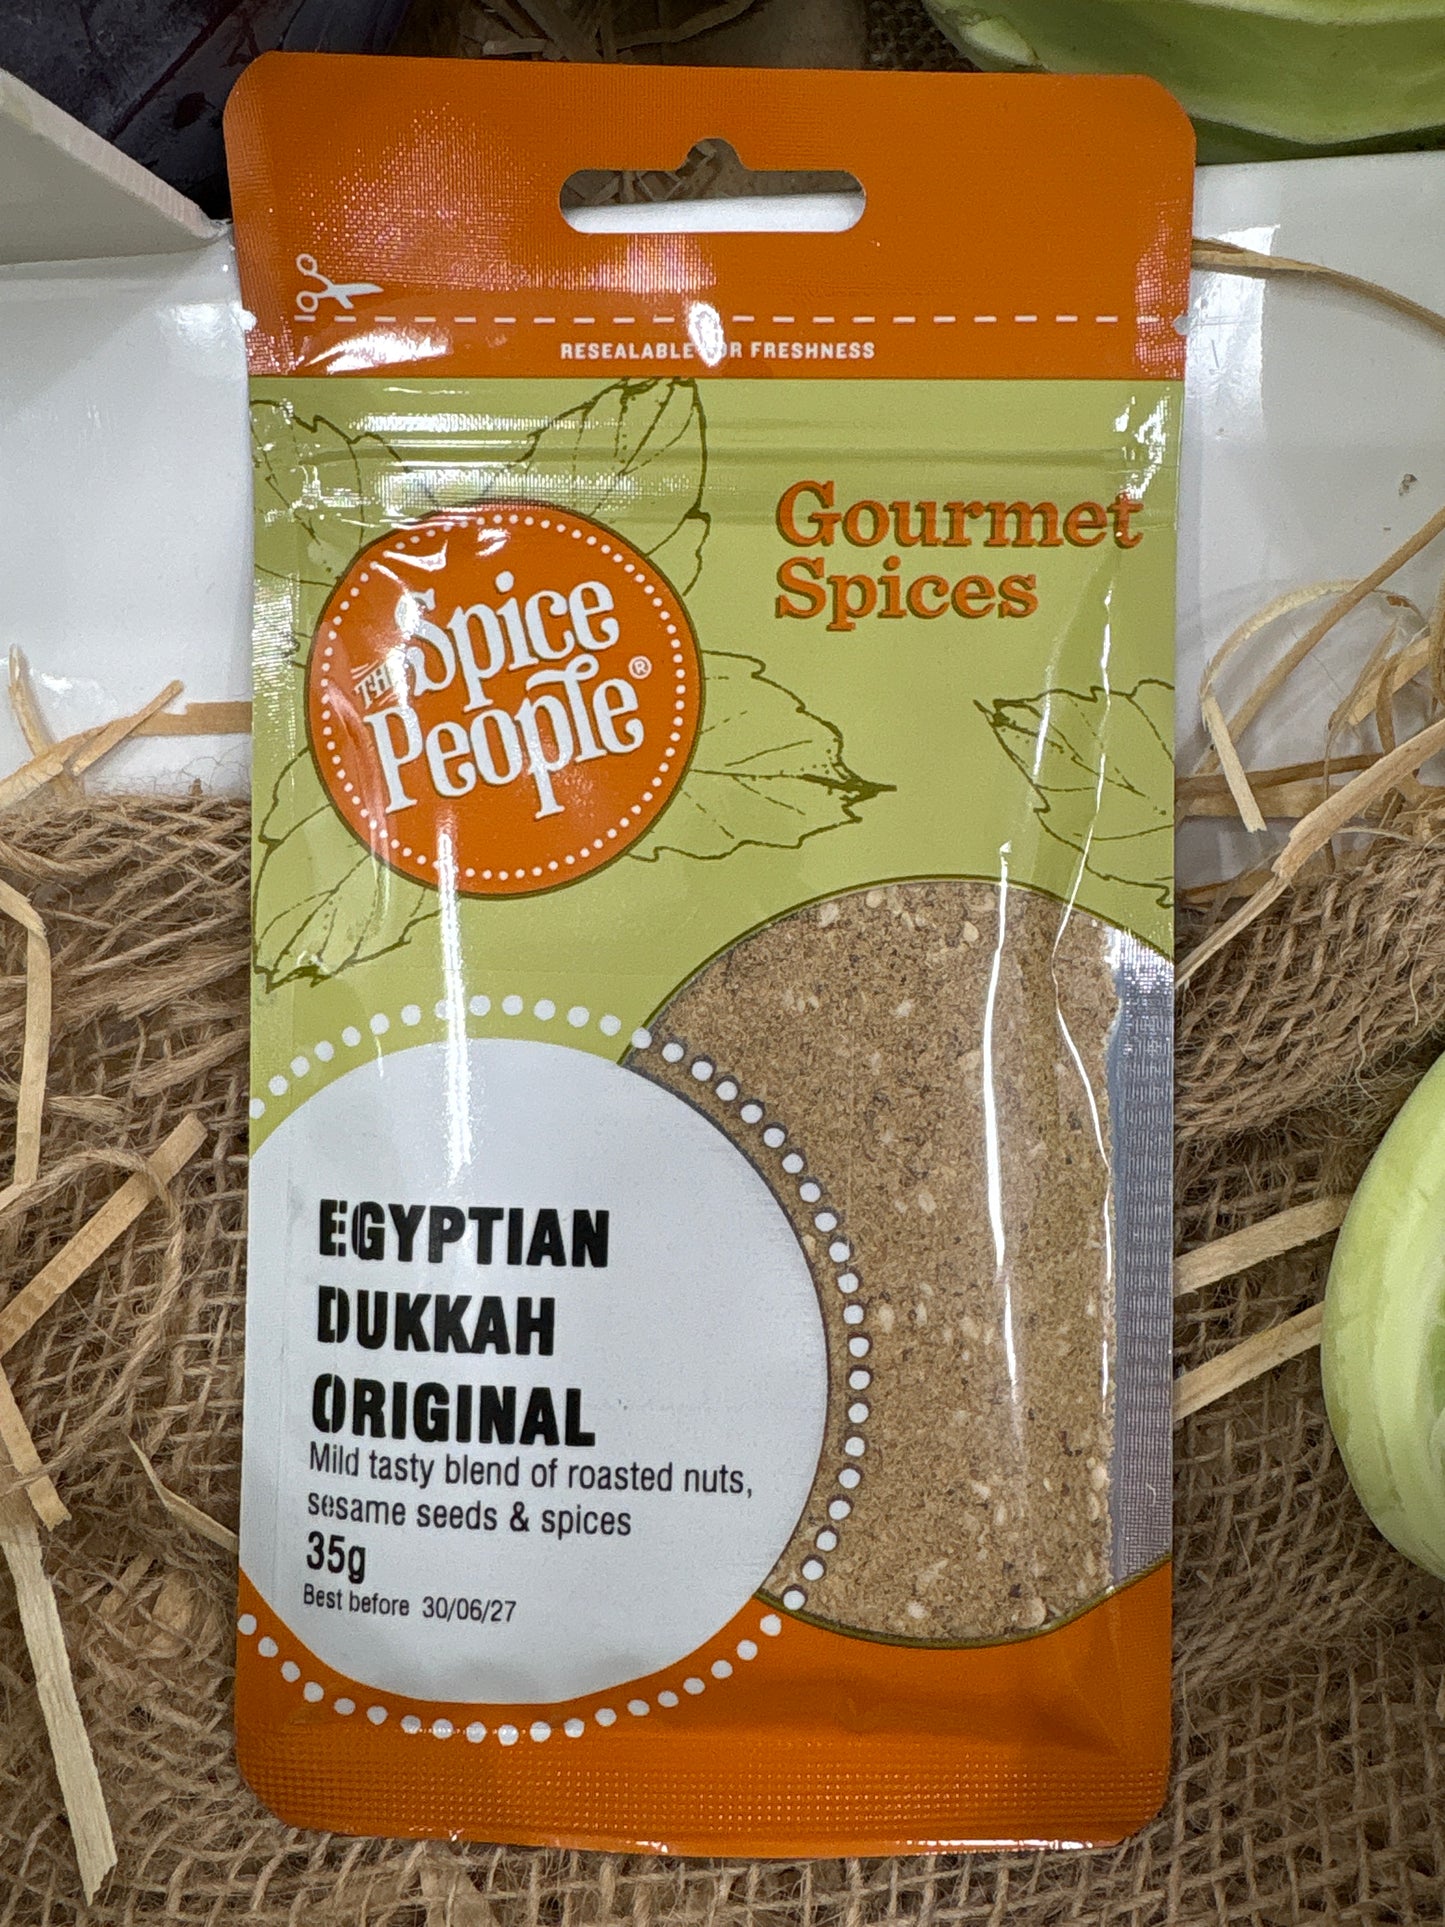 RESEALABLE FOR FRESHNESS
Gourmet
Spices
THE Spice
People®
EGYPTIAN
DUKKAH
ORIGINAL
Mild tasty blend of roasted nuts,
sesame seeds & spices
35g
Best before 30/06/27